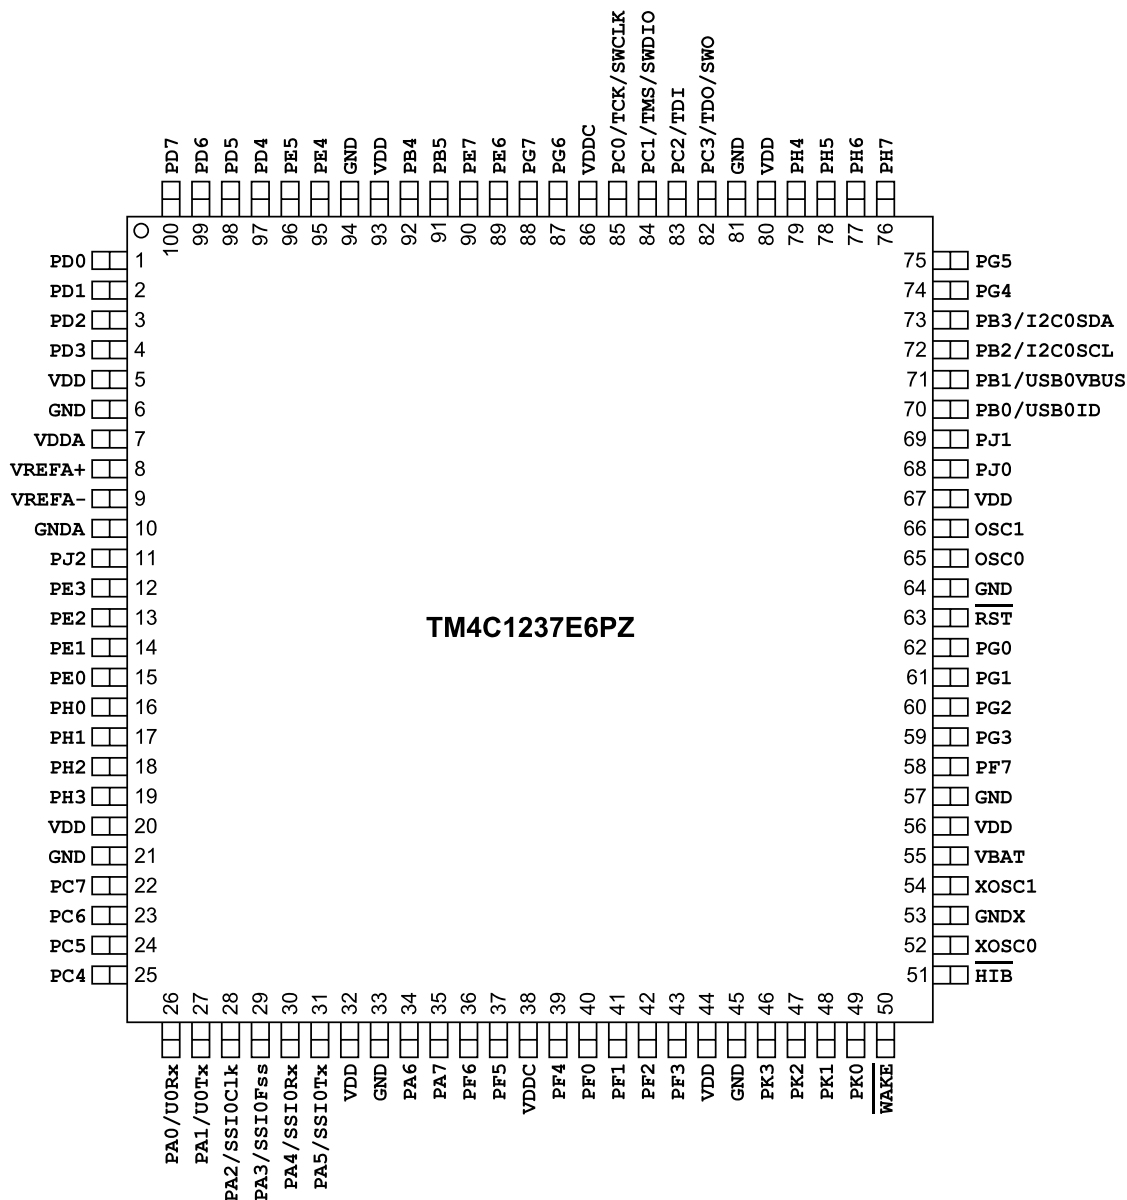 PD7
PD6
PD5
PD4
PE5
PE4
GND
VDD
PB4
PB5
PE7
PE6
PG7
PG6
VDDC
PC0/TCK/SWCLK
PC1/TMS/SWDIO
PC2/TDI
PC3/TDO/SWO
GND
VDD
PH4
PH5
PH6
PH7
100
99
98
97
96
95
94
93
92
91
90
89
88
87
86
85
84
83
82
81
80
79
78
77
76
PD0 1
PD1 2
PD2 3
PD3 4
VDD 5
GND 6
VDDA 7
VREFA+ 8
VREFA- 9
GNDA 10
PJ2 11
PE3 12
PE2 13
PE1 14
PE0 15
PH0 16
PH1 17
PH2 18
PH3 19
VDD 20
GND 21
PC7 22
PC6 23
PC5 24
PC4 25
TM4C1237E6PZ
75 PG5
74 PG4
73 PB3/I2C0SDA
72 PB2/I2C0SCL
71 PB1/USB0VBUS
70 PB0/USB0ID
69 PJ1
68 PJ0
67 VDD
66 OSC1
65 OSC0
64 GND
63 RST
62 PG0
61 PG1
60 PG2
59 PG3
58 PF7
57 GND
56 VDD
55 VBAT
54 XOSC1
53 GNDX
52 XOSC0
51 HIB
26
27
28
29
30
31
32
33
34
35
36
37
38
39
40
41
42
43
44
45
46
47
48
49
50
PA0/U0Rx
PA1/U0Tx
PA2/SSI0Clk
PA3/SSI0Fss
PA4/SSI0Rx
PA5/SSI0Tx
VDD
GND
PA6
PA7
PF6
PF5
VDDC
PF4
PF0
PF1
PF2
PF3
VDD
GND
PK3
PK2
PK1
PK0
WAKE